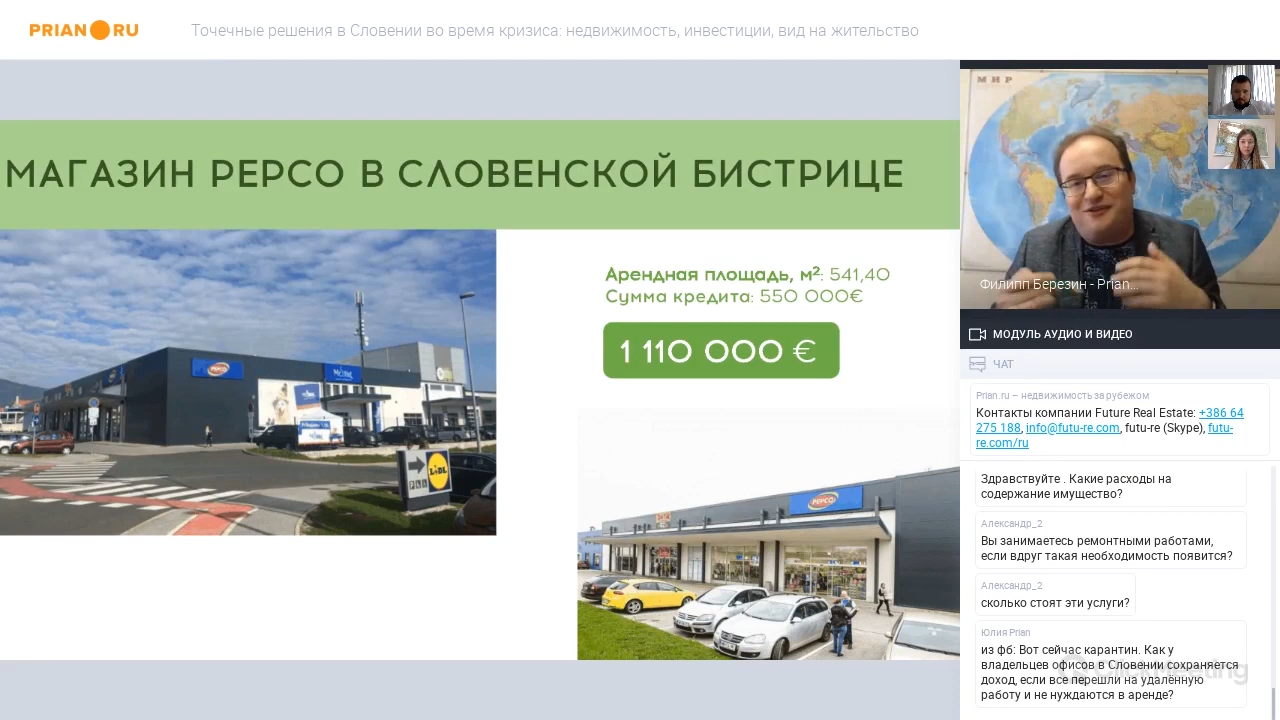 PRIAN RU
Точечные решения в Словении во время кризиса: недвижимость, инвестиции, вид на жительство
МАГАЗИН PEPCO В СЛОВЕНСКОЙ БИСТРИЦЕ
Арендная площадь, м²: 541,40
Сумма кредита: 550 000€
1 110 000 €
PEPCO
LIDL
PEPCO
МИР
Филипп Березин - Prian...
МОДУЛЬ АУДИО И ВИДЕО
ЧАТ
Prian.ru – недвижимость за рубежом
Контакты компании Future Real Estate: +386 64
275 188, info@futu-re.com, futu-re (Skype), futu-
re.com/ru
Здравствуйте . Какие расходы на
содержание имущество?
Александр_2
Вы занимаетесь ремонтными работами,
если вдруг такая необходимость появится?
Александр_2
сколько стоят эти услуги?
Юлия Prian
из фб: Вот сейчас карантин. Как у
владельцев офисов в Словении сохраняется
доход, если все перешли на удаленную
работу и не нуждаются в аренде?
ClickMeeting